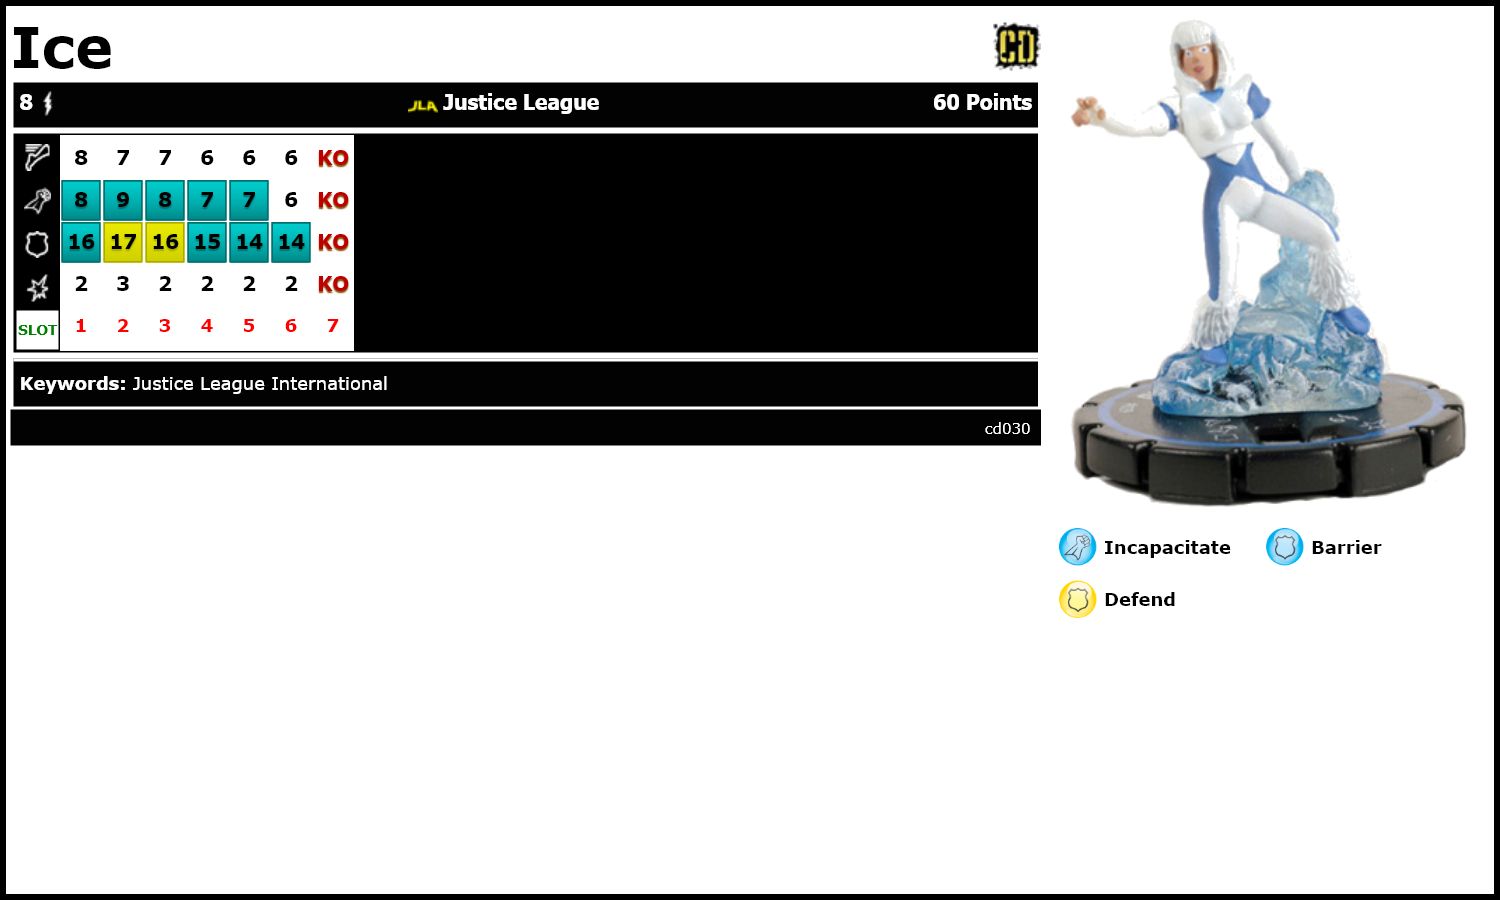 Ice
CD
8
JLA Justice League
60 Points
8 7 7 6 6 6 KO
8 9 8 7 7 6 KO
16 17 16 15 14 14 KO
2 3 2 2 2 2 KO
SLOT 1 2 3 4 5 6 7
Keywords: Justice League International
cd030
Incapacitate
Barrier
Defend